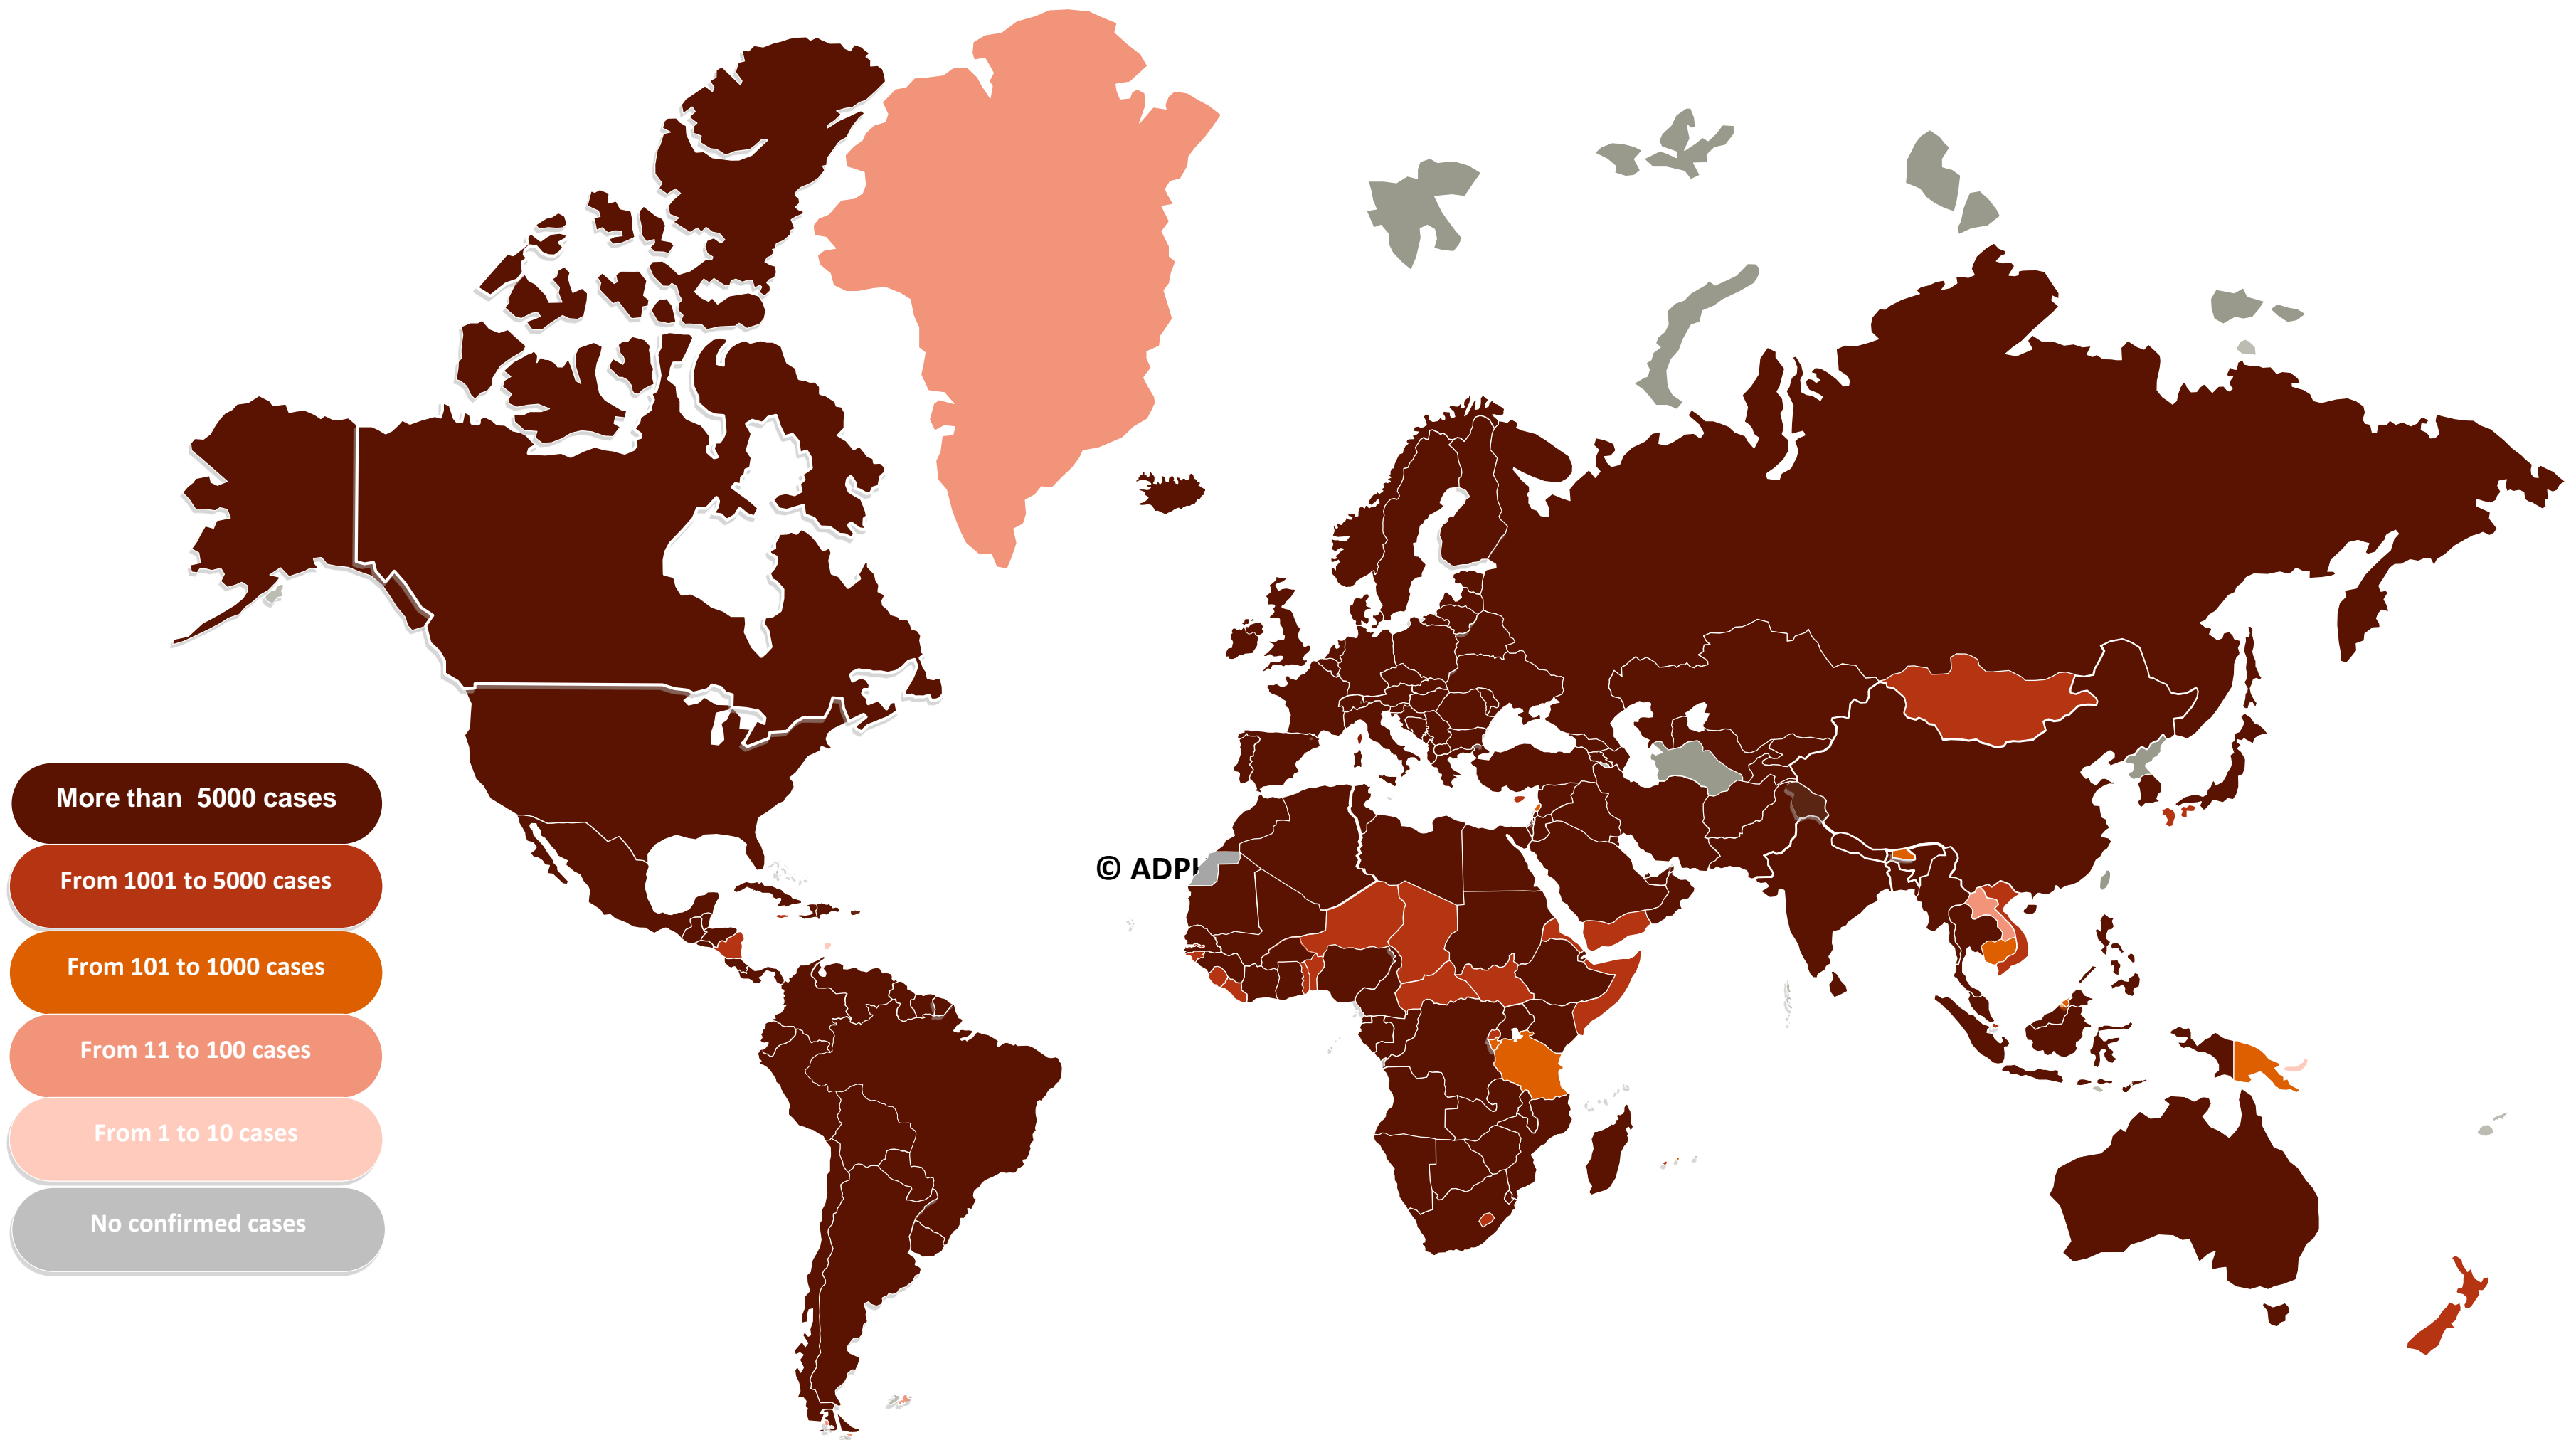 More than  5000 cases
From 1001 to 5000 cases
From 101 to 1000 cases
From 11 to 100 cases
From 1 to 10 cases
No confirmed cases
© ADPI